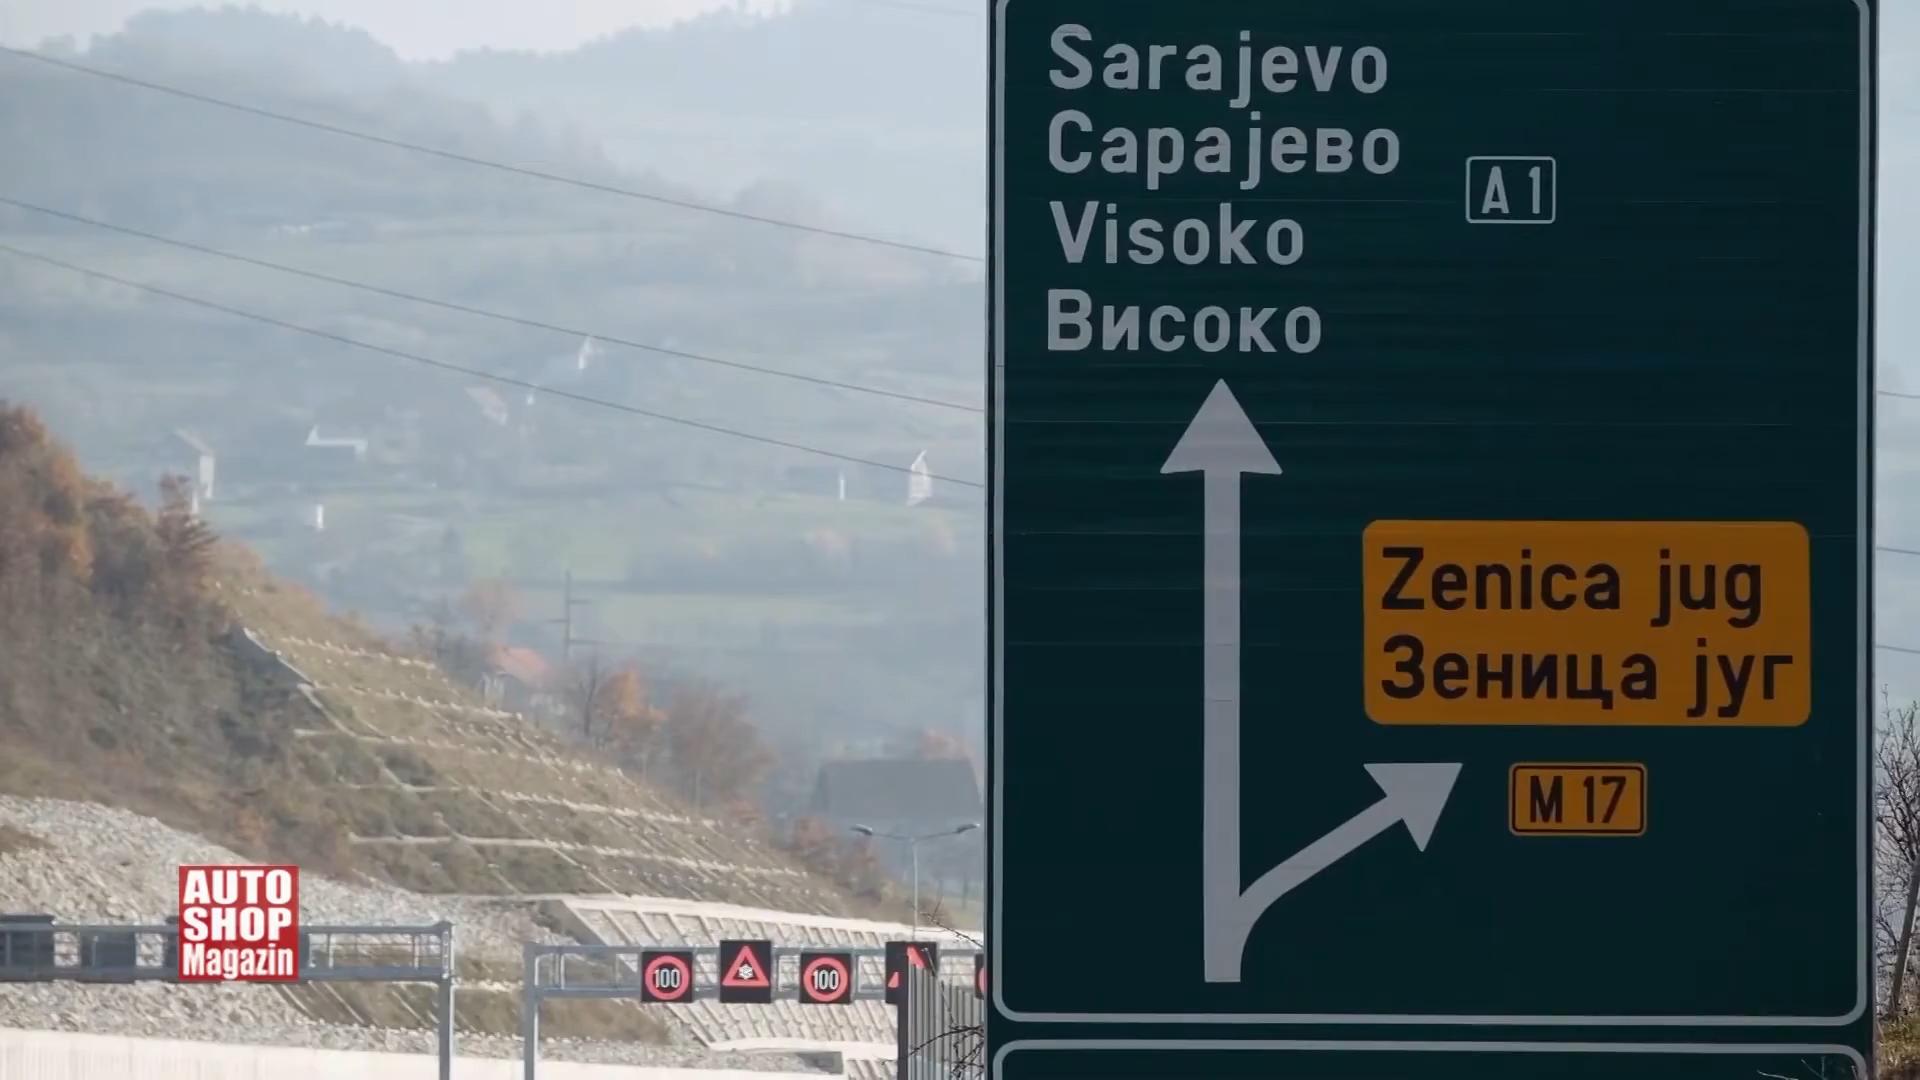 Sarajevo
Сарајево
A 1
Visoko
Високо
Zenica jug
Зеница југ
M 17
AUTO
SHOP
Magazin
100
100